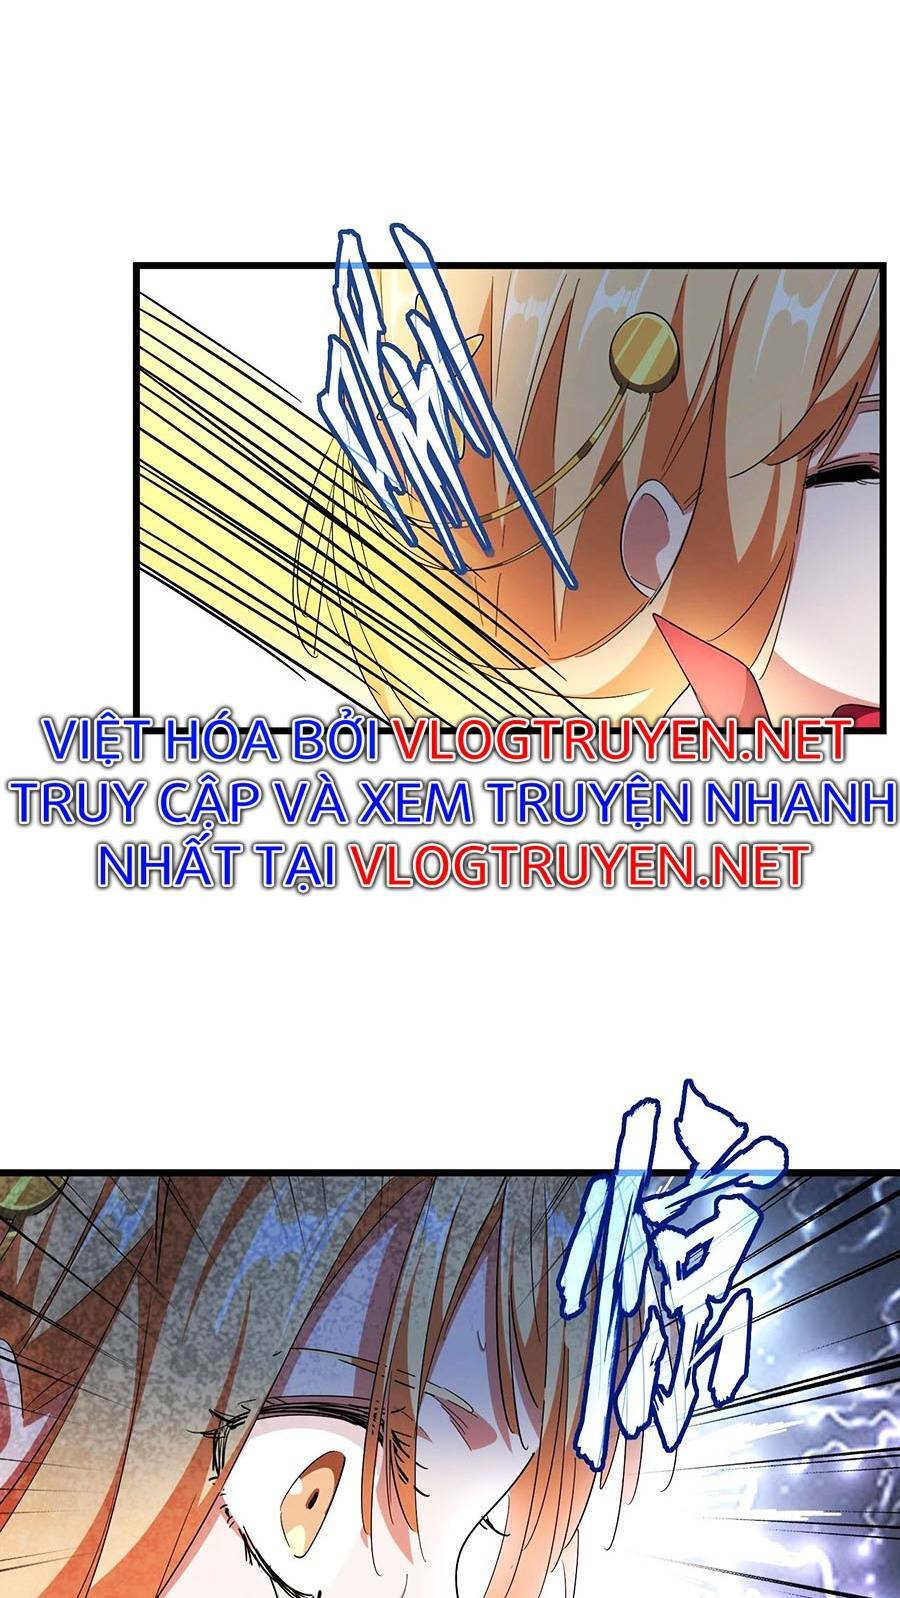 VIỆT HÓA BỞI VLOGTRUYEN.NET
TRUY CẬP VÀ XEM TRUYỆN NHANH
NHẤT TẠI VLOGTRUYEN.NET
惊